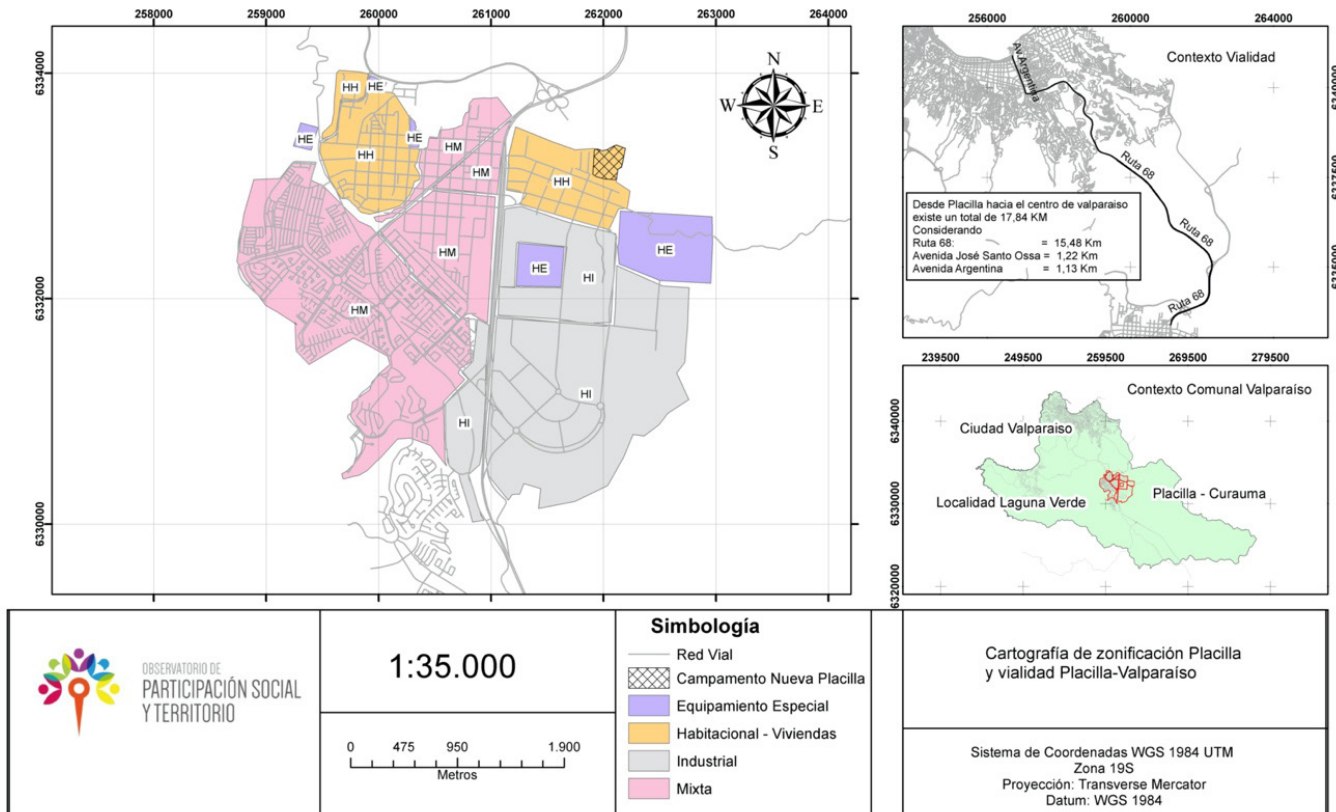 258000 259000 260000 261000 262000 263000 264000
6334000
6332000
6330000
N
W E
S
HH
HE
HE
HE
HH
HM
HM
HH
HM
HE
HE
HI
HM
HI
HI
256000 260000 264000
Contexto Vialidad
Av.Argentina
Ruta 68
Ruta 68
Ruta 68
Desde Placilla hacia el centro de valparaiso
existe un total de 17,84 KM
Considerando
Ruta 68: = 15,48 Km
Avenida José Santo Ossa = 1,22 Km
Avenida Argentina = 1,13 Km
239500 249500 259500 269500 279500
Contexto Comunal Valparaíso
Ciudad Valparaiso
Localidad Laguna Verde
Placilla - Curauma
6340000
6330000
6320000
OBSERVATORIO DE
PARTICIPACIÓN SOCIAL
Y TERRITORIO
1:35.000
0 475 950 1.900
Metros
Simbología
Red Vial
Campamento Nueva Placilla
Equipamiento Especial
Habitacional - Viviendas
Industrial
Mixta
Cartografía de zonificación Placilla
y vialidad Placilla-Valparaíso
Sistema de Coordenadas WGS 1984 UTM
Zona 19S
Proyección: Transverse Mercator
Datum: WGS 1984